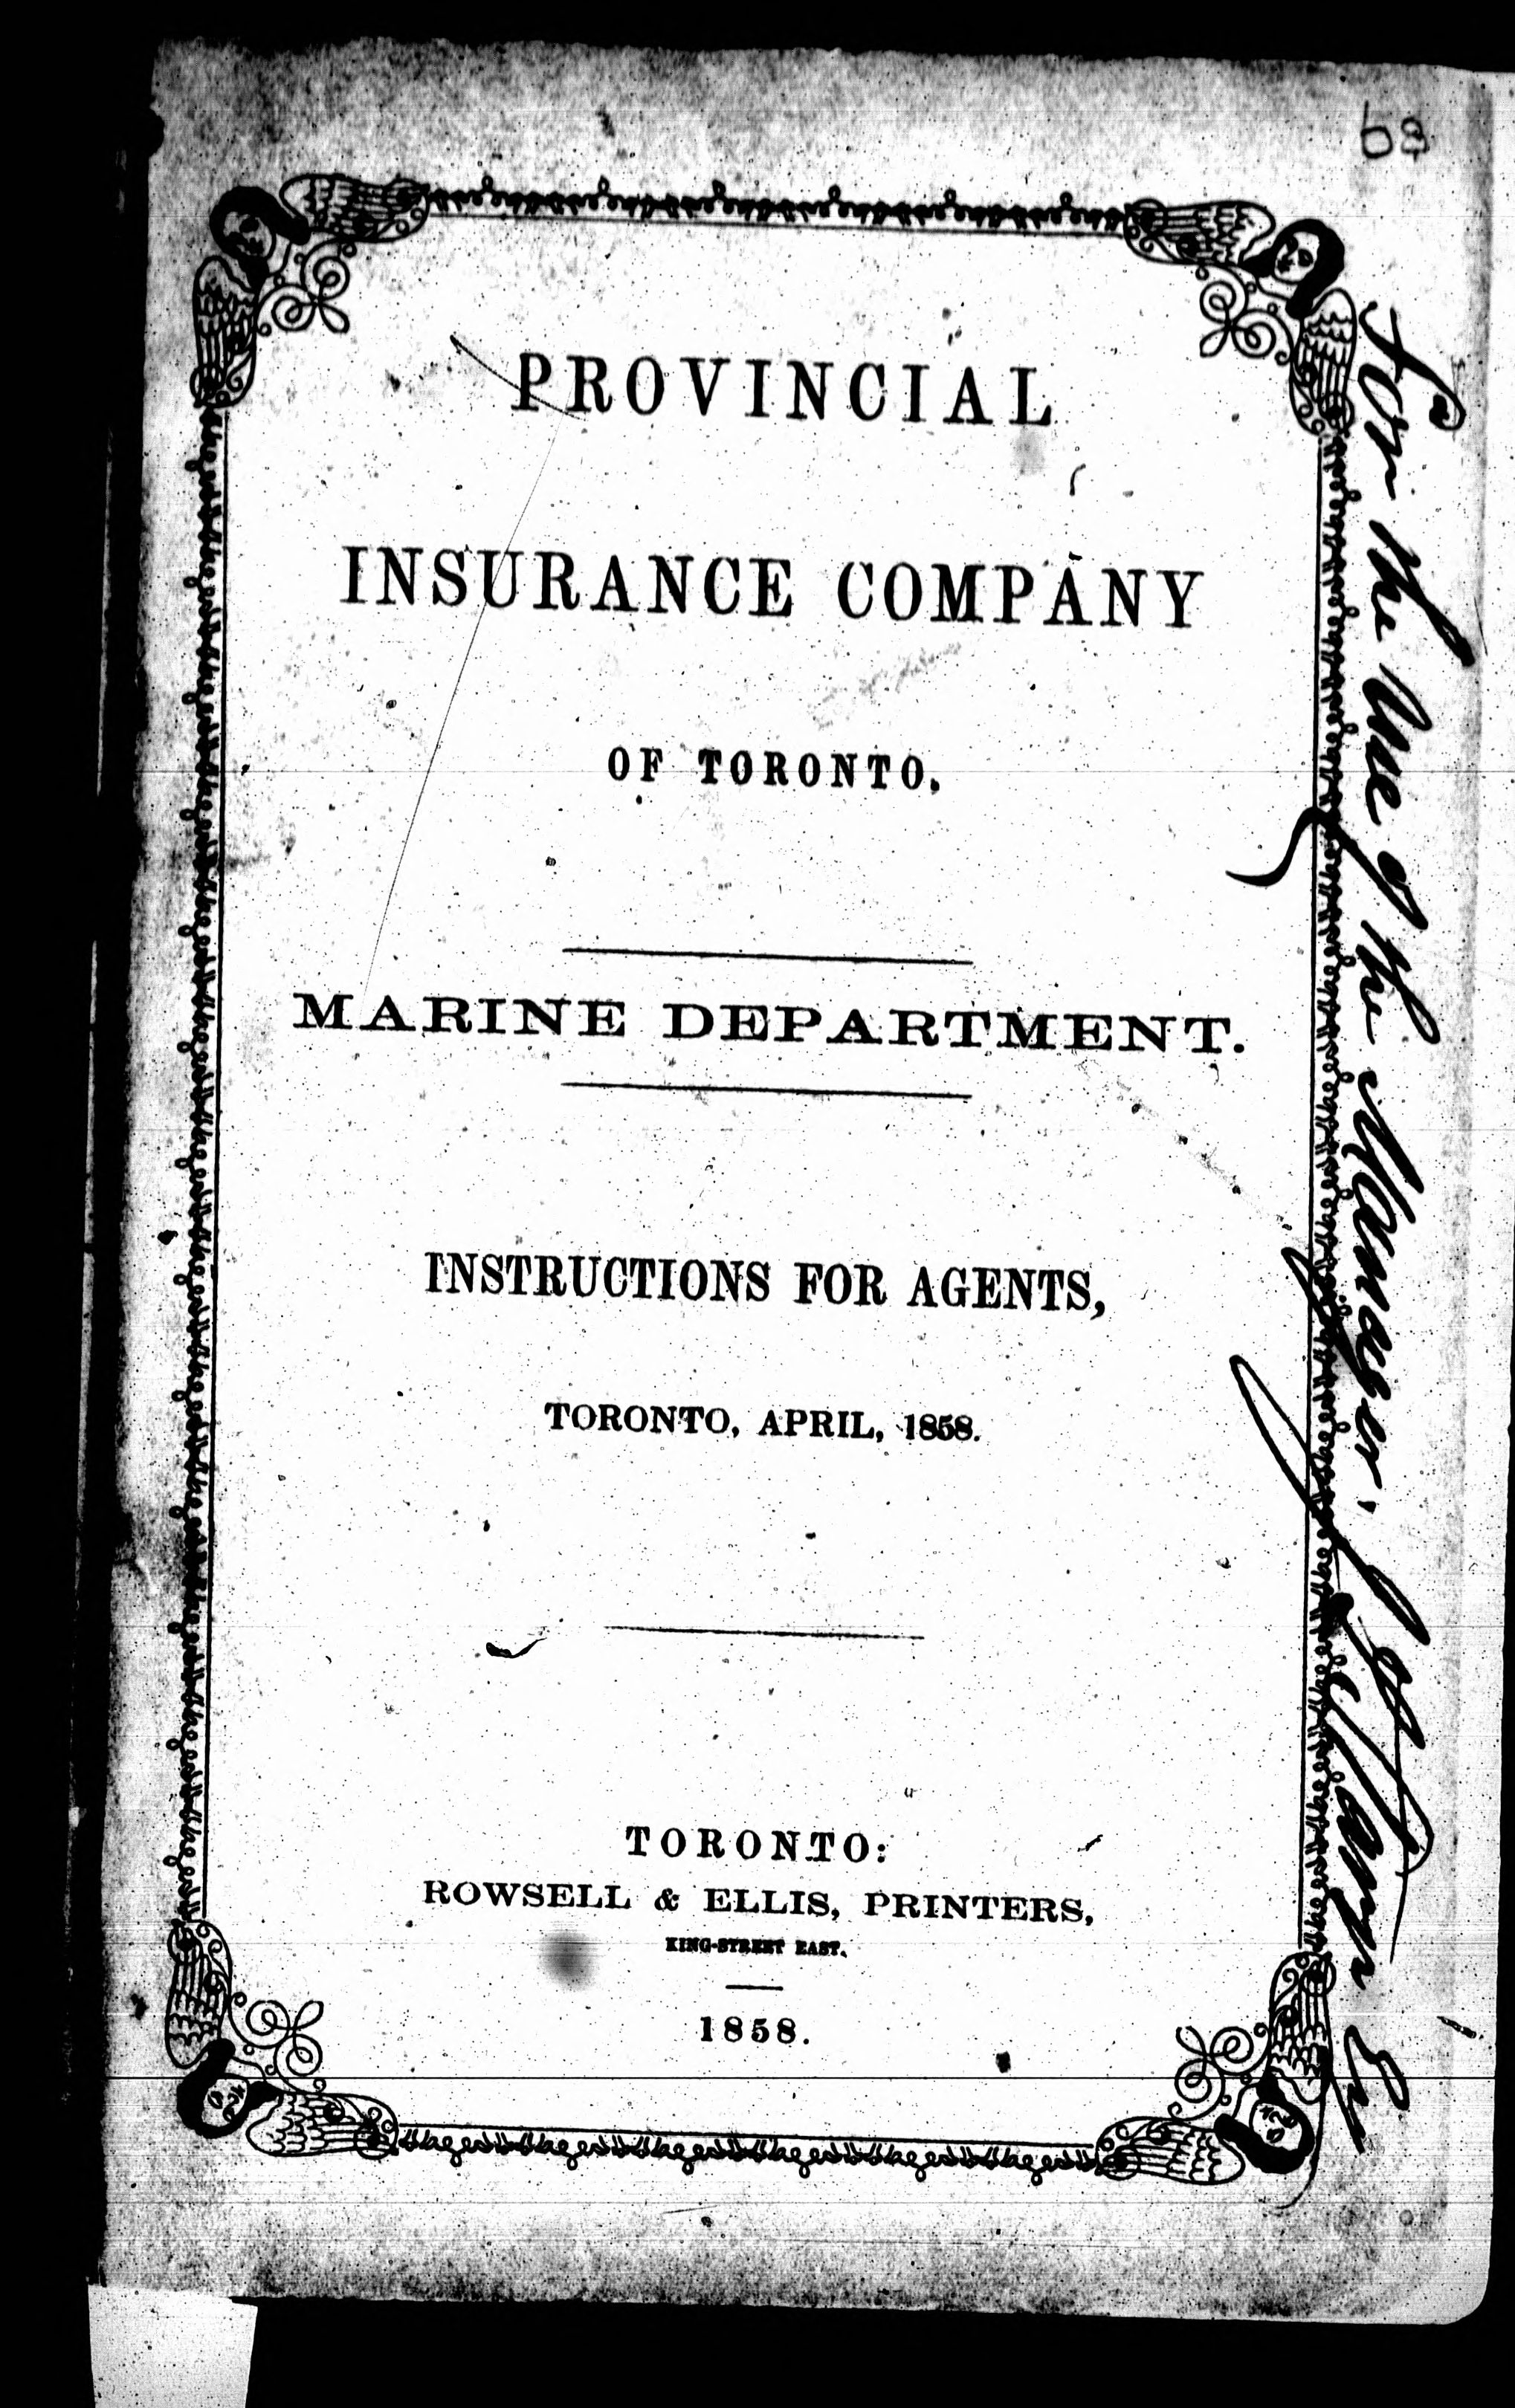 PROVINCIAL
INSURANCE COMPANY
OF TORONTO.
MARINE DEPARTMENT.
INSTRUCTIONS FOR AGENTS,
TORONTO, APRIL, 1858.
TORONTO:
ROWSELL & ELLIS, PRINTERS,
KING-STREET EAST.
1858.
For the Use of the Manager,